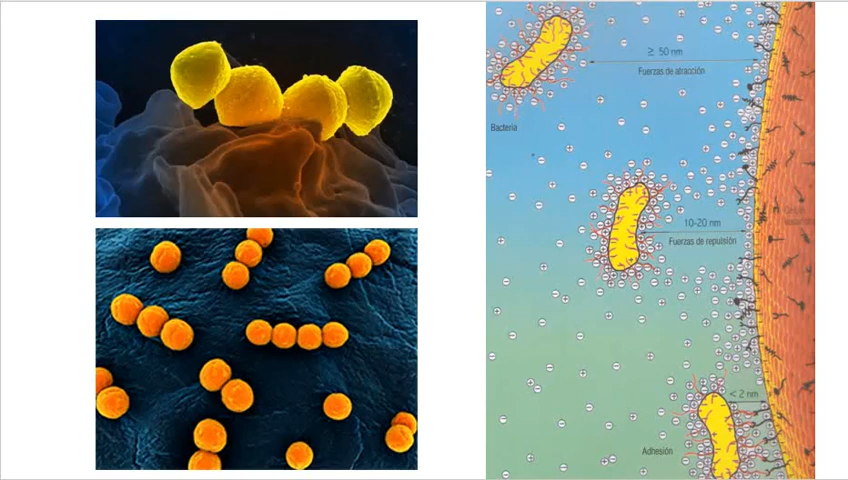 ≥ 50 nm
Fuerzas de atracción
Bacteria
10-20 nm
Fuerzas de repulsión
< 2 nm
Adhesión